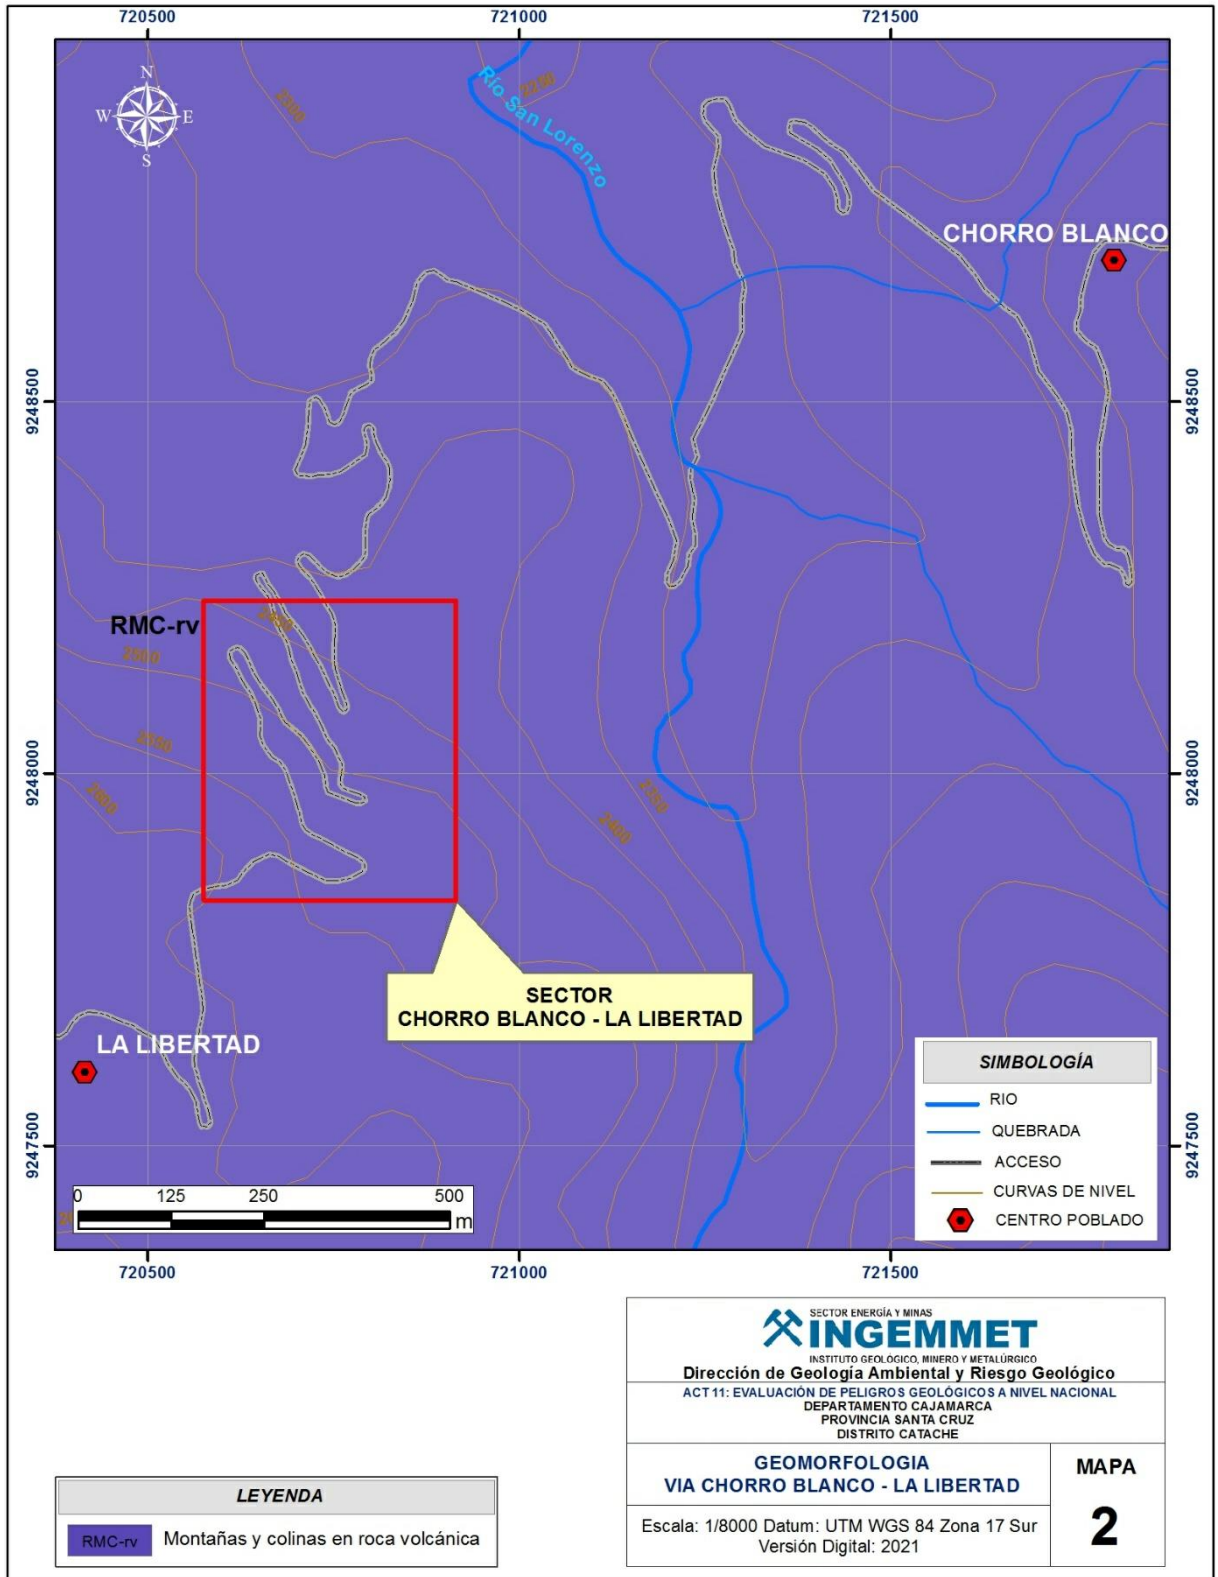 720500
721000
721500
N
W
E
S
2300
2250
Río San Lorenzo
CHORRO BLANCO
9248500
9248500
RMC-rv
2450
2500
2550
2600
9248000
9248000
2350
2400
SECTOR
CHORRO BLANCO - LA LIBERTAD
LA LIBERTAD
9247500
9247500
0 125 250 500
m
SIMBOLOGÍA
RIO
QUEBRADA
ACCESO
CURVAS DE NIVEL
CENTRO POBLADO
720500
721000
721500
SECTOR ENERGÍA Y MINAS
INGEMMET
INSTITUTO GEOLÓGICO, MINERO Y METALÚRGICO
Dirección de Geología Ambiental y Riesgo Geológico
ACT 11: EVALUACIÓN DE PELIGROS GEOLÓGICOS A NIVEL NACIONAL
DEPARTAMENTO CAJAMARCA
PROVINCIA SANTA CRUZ
DISTRITO CATACHE
GEOMORFOLOGIA
VIA CHORRO BLANCO - LA LIBERTAD
MAPA
2
Escala: 1/8000 Datum: UTM WGS 84 Zona 17 Sur
Versión Digital: 2021
LEYENDA
RMC-rv Montañas y colinas en roca volcánica